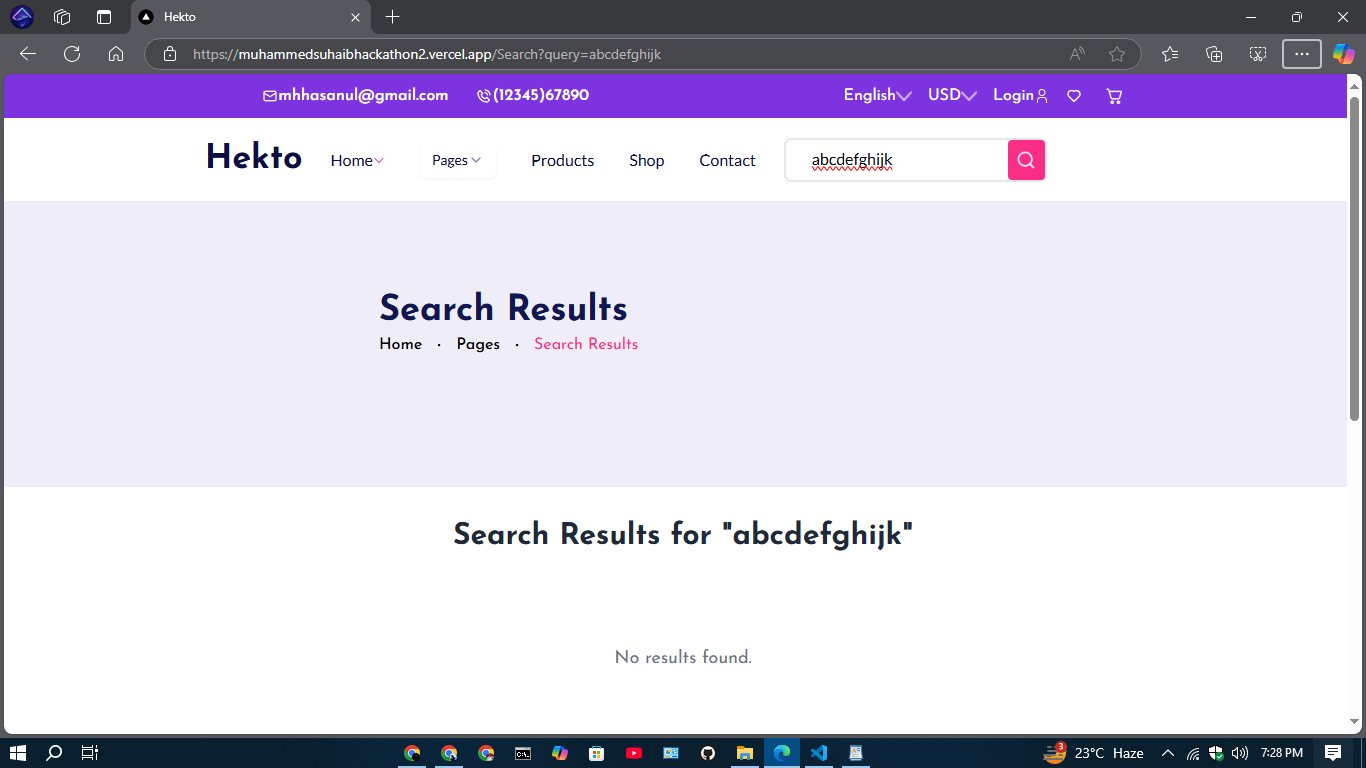 Hekto
https://muhammedsuhaibhackathon2.vercel.app/Search?query=abcdefghijk
mhhasanul@gmail.com (12345)67890 English USD Login
Hekto Home Pages Products Shop Contact abcdefghijk
Search Results
Home · Pages · Search Results
Search Results for "abcdefghijk"
No results found.
3 23°C Haze 7:28 PM